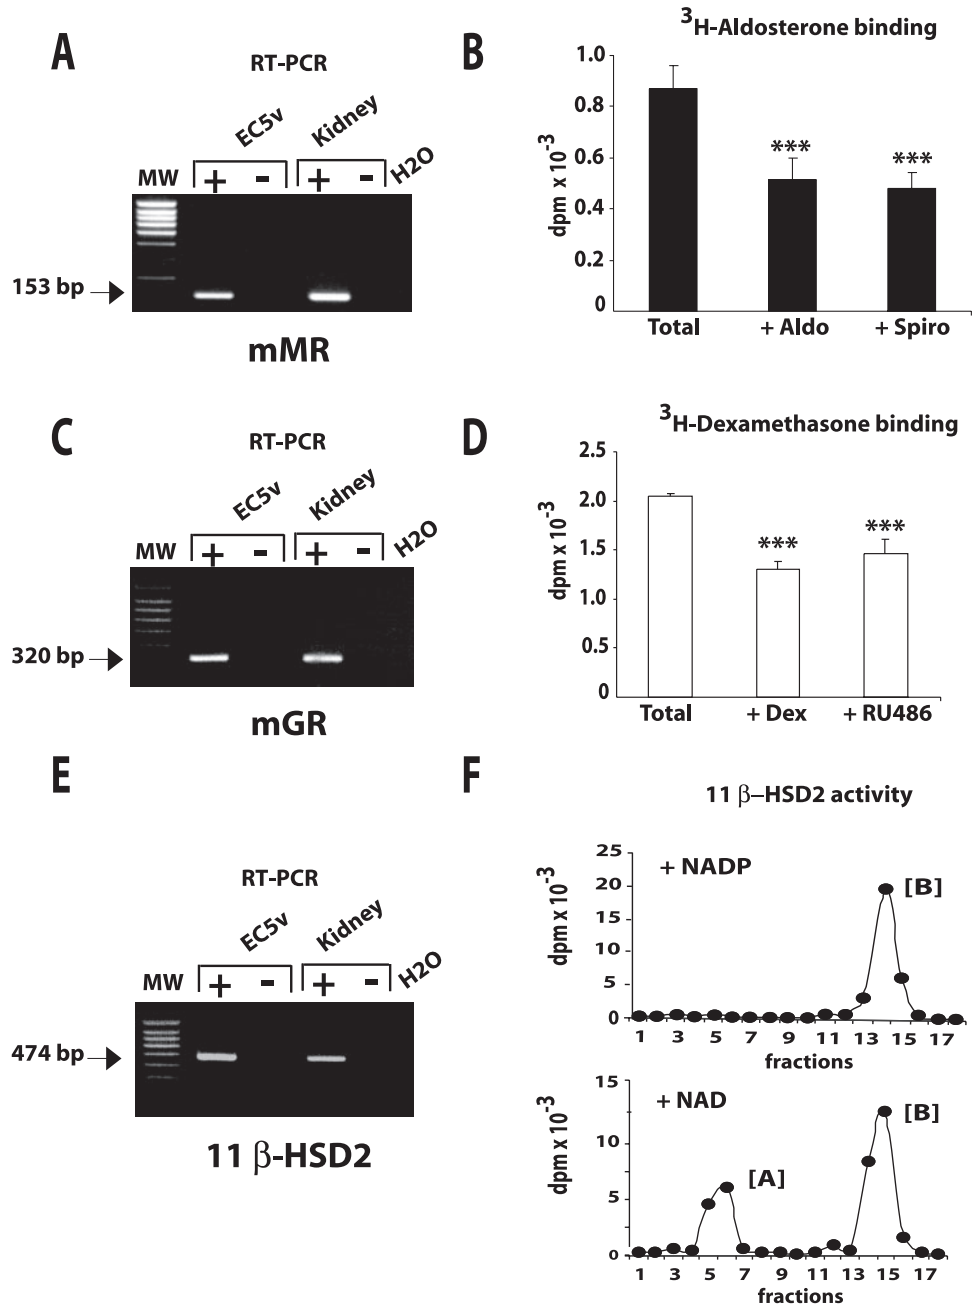 A
RT-PCR
EC5v
Kidney
H2O
MW
+
-
+
-
153 bp
mMR
B
³H-Aldosterone binding
dpm x 10⁻³
1.0
0.8
0.6
0.4
0.2
0
***
***
Total
+ Aldo
+ Spiro
C
RT-PCR
EC5v
Kidney
H2O
MW
+
-
+
-
320 bp
mGR
D
³H-Dexamethasone binding
dpm x 10⁻³
2.5
2.0
1.5
1.0
0.5
0
***
***
Total
+ Dex
+ RU486
E
RT-PCR
EC5v
Kidney
H2O
MW
+
-
+
-
474 bp
11 β-HSD2
F
11 β–HSD2 activity
+ NADP
[B]
dpm x 10⁻³
25
20
15
10
5
0
1 3 5 7 9 11 13 15 17
fractions
+ NAD
[A]
[B]
dpm x 10⁻³
15
10
5
0
1 3 5 7 9 11 13 15 17
fractions